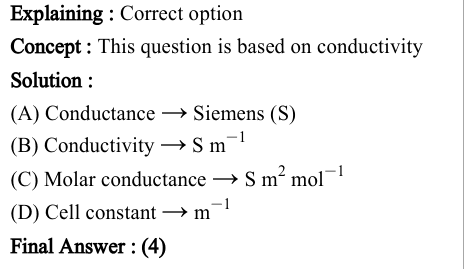 Explaining : Correct option
Concept : This question is based on conductivity
Solution :
(A) Conductance ⟶ Siemens (S)
(B) Conductivity ⟶ S m⁻¹
(C) Molar conductance ⟶ S m² mol⁻¹
(D) Cell constant ⟶ m⁻¹
Final Answer : (4)